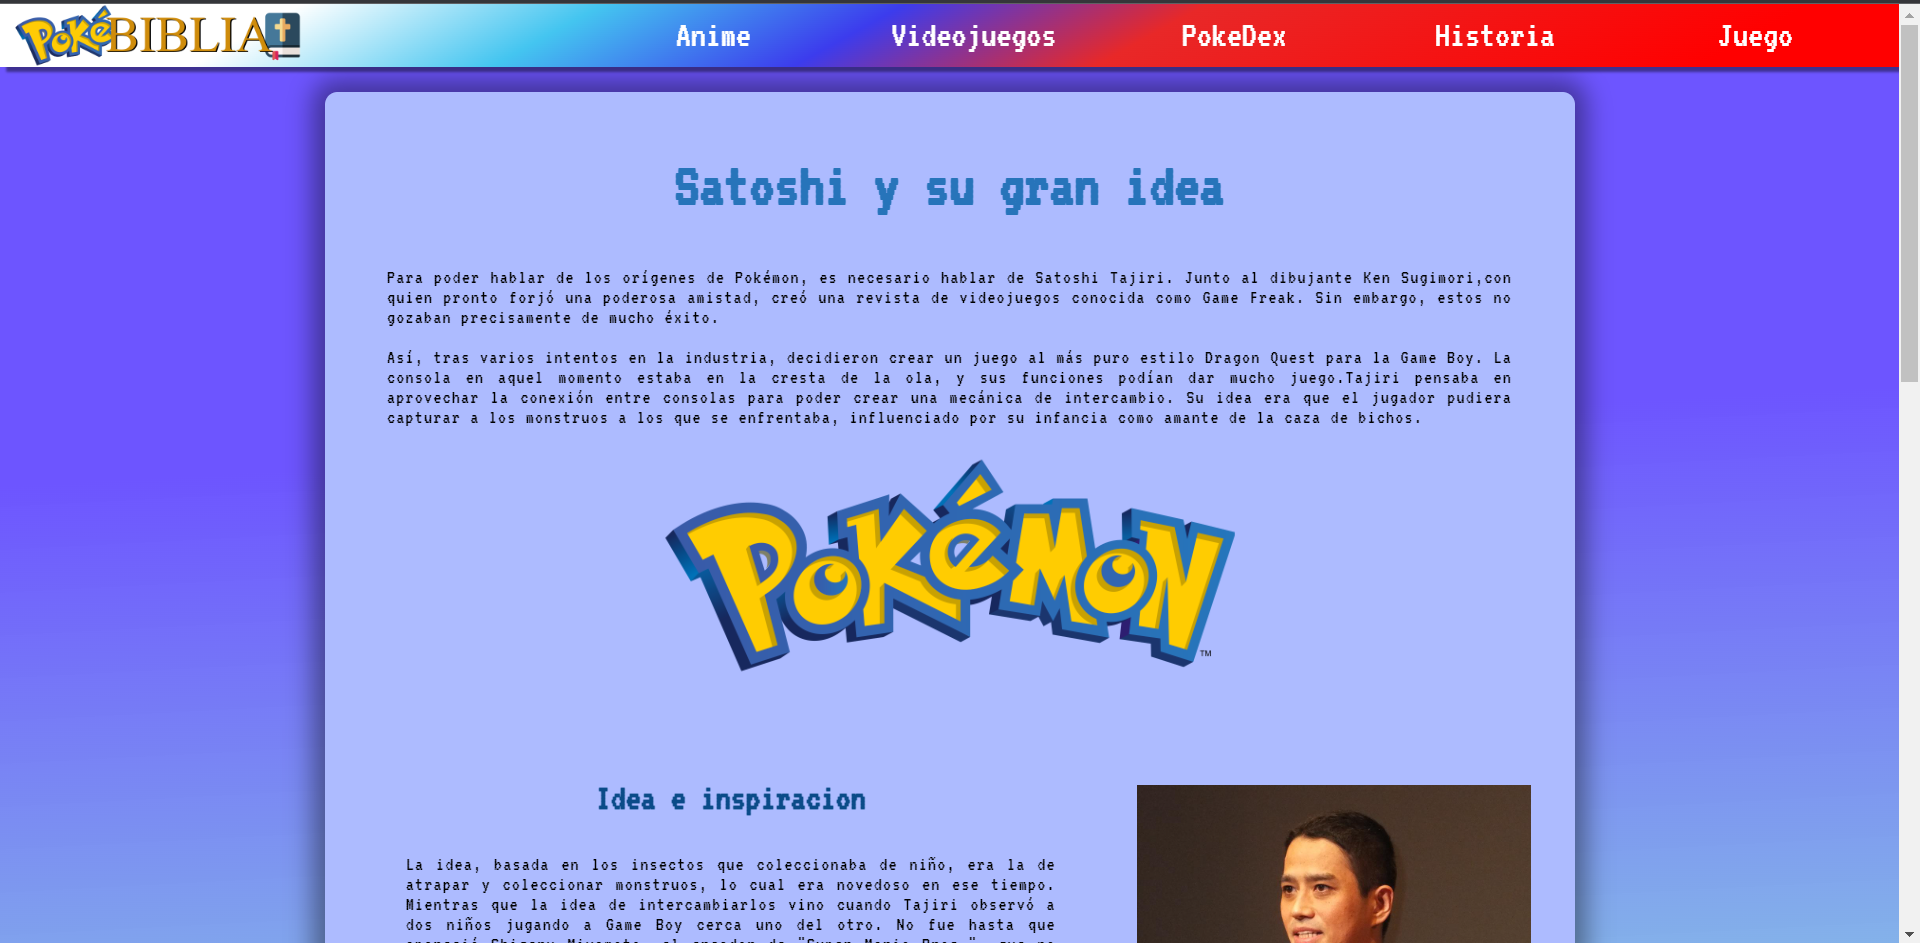 PokéBIBLIA
Anime Videojuegos PokeDex Historia Juego
Satoshi y su gran idea
Para poder hablar de los orígenes de Pokémon, es necesario hablar de Satoshi Tajiri. Junto al dibujante Ken Sugimori,con
quien pronto forjó una poderosa amistad, creó una revista de videojuegos conocida como Game Freak. Sin embargo, estos no
gozaban precisamente de mucho éxito.
Así, tras varios intentos en la industria, decidieron crear un juego al más puro estilo Dragon Quest para la Game Boy. La
consola en aquel momento estaba en la cresta de la ola, y sus funciones podían dar mucho juego.Tajiri pensaba en
aprovechar la conexión entre consolas para poder crear una mecánica de intercambio. Su idea era que el jugador pudiera
capturar a los monstruos a los que se enfrentaba, influenciado por su infancia como amante de la caza de bichos.
POKéMON
TM
Idea e inspiracion
La idea, basada en los insectos que coleccionaba de niño, era la de
atrapar y coleccionar monstruos, lo cual era novedoso en ese tiempo.
Mientras que la idea de intercambiarlos vino cuando Tajiri observó a
dos niños jugando a Game Boy cerca uno del otro. No fue hasta que